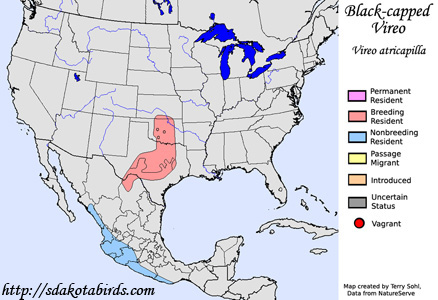 Black-capped
Vireo
Vireo atricapilla
Permanent
Resident
Breeding
Resident
Nonbreeding
Resident
Passage
Migrant
Introduced
Uncertain
Status
Vagrant
Map created by Terry Sohl,
Data from NatureServe
http://sdakotabirds.com